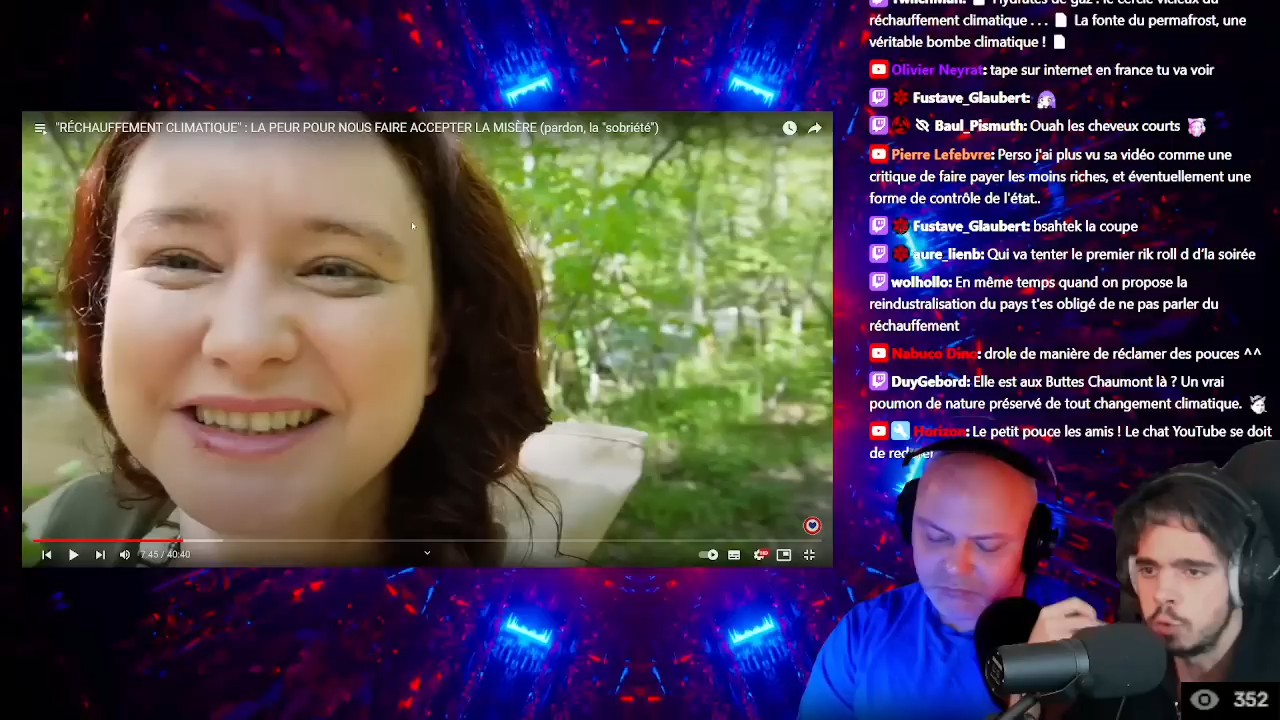 "RÉCHAUFFEMENT CLIMATIQUE" : LA PEUR POUR NOUS FAIRE ACCEPTER LA MISÈRE (pardon, la "sobriété")
7:45 / 40:40
HD
réchauffement climatique . . . La fonte du permafrost, une
véritable bombe climatique !
Olivier Neyrat: tape sur internet en france tu va voir
Fustave_Glaubert:
Baul_Pismuth: Ouah les cheveux courts
Pierre Lefebvre: Perso j'ai plus vu sa vidéo comme une
critique de faire payer les moins riches, et éventuellement une
forme de contrôle de l'état..
Fustave_Glaubert: bsahtek la coupe
aure_lienb: Qui va tenter le premier rik roll d d'la soirée
wolhollo: En même temps quand on propose la
reindustralisation du pays t'es obligé de ne pas parler du
réchauffement
Nabuco Dino: drole de manière de réclamer des pouces ^^
DuyGebord: Elle est aux Buttes Chaumont là ? Un vrai
poumon de nature préservé de tout changement climatique.
Horizon: Le petit pouce les amis ! Le chat YouTube se doit
de
352